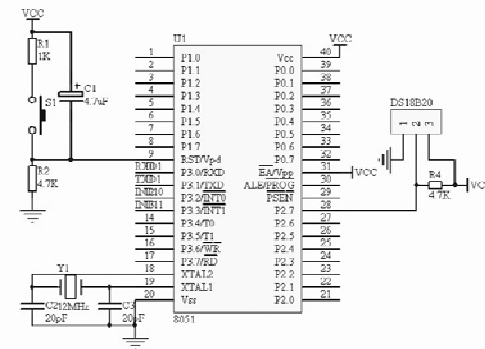 VCC
R1
1K
S1
C1
4.7uF
R2
4.7K
U1
1 P1.0 Vcc 40 VCC
2 P1.1 P0.0 39
3 P1.2 P0.1 38
4 P1.3 P0.2 37
5 P1.4 P0.3 36
6 P1.5 P0.4 35
7 P1.6 P0.5 34
8 P1.7 P0.6 33
9 RST/Vpd P0.7 32
P3.0/RXD EA/Vpp 31 VCC
P3.1/TXD ALE/PROG 30
P3.2/INT0 PSEN 29
P3.3/INT1 P2.7 28
14 P3.4/T0 P2.6 27
15 P3.5/T1 P2.5 26
16 P3.6/WR P2.4 25
17 P3.7/RD P2.3 24
18 XTAL2 P2.2 23
19 XTAL1 P2.1 22
20 Vss P2.0 21
8051
DS18B20
1 2 3
R4
4.7K
VC
Y1
12MHz
C2
20pF
C3
20pF